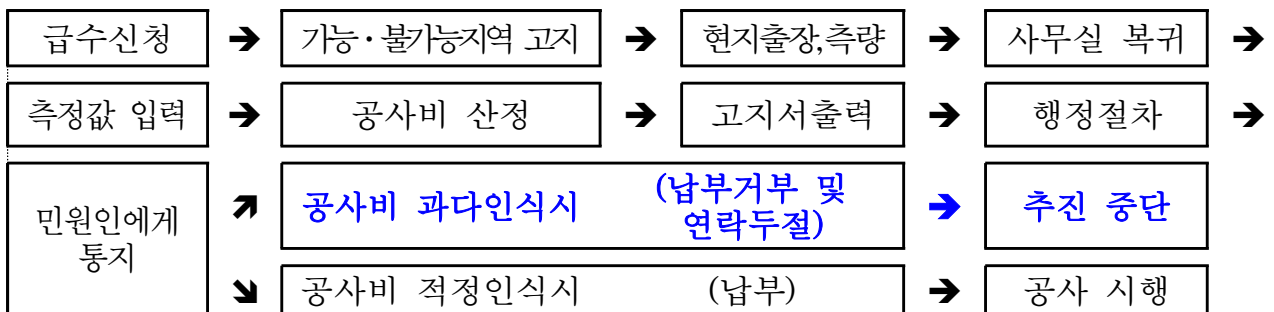 급수신청 ➔ 가능·불가능지역 고지 ➔ 현지출장,측량 ➔ 사무실 복귀 ➔
측정값 입력 ➔ 공사비 산정 ➔ 고지서출력 ➔ 행정절차 ➔
민원인에게
통지
공사비 과다인식시 (납부거부 및
연락두절) ➔ 추진 중단
공사비 적정인식시 (납부) ➔ 공사 시행